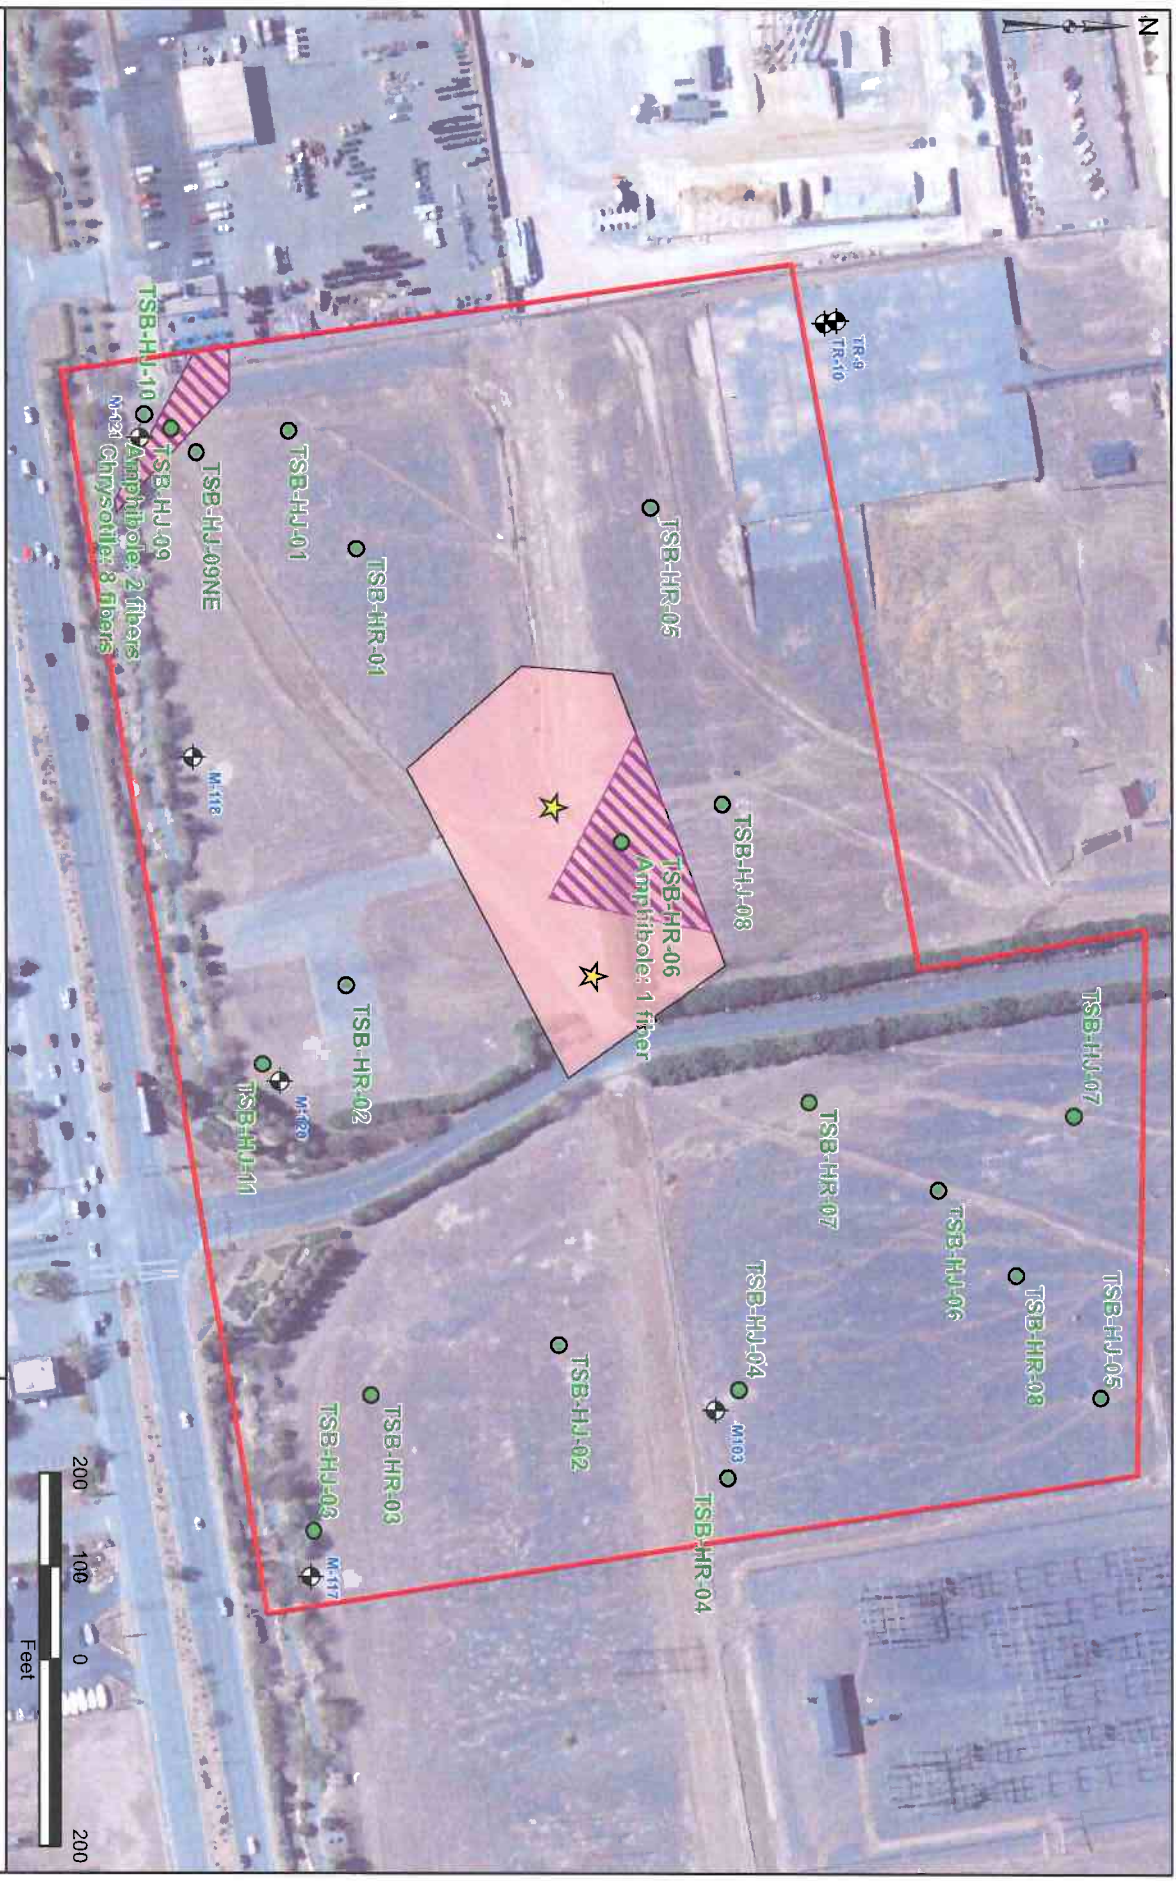 N
TR-9
TR-10
TSB-HJ-10
M-121
TSB-HJ-09
Amphibole: 2 fibers
Chrysotile: 8 fibers
TSB-HJ-09NE
TSB-HJ-01
TSB-HR-01
TSB-HR-05
M-118
TSB-HJ-08
TSB-HR-06
Amphibole: 1 fiber
TSB-HR-02
M-120
TSB-HJ-11
TSB-HJ-07
TSB-HR-07
TSB-HJ-06
TSB-HR-08
TSB-HJ-05
TSB-HJ-04
M103
TSB-HR-04
TSB-HJ-02
TSB-HR-03
TSB-HJ-03
M-117
200 100 0 200
Feet